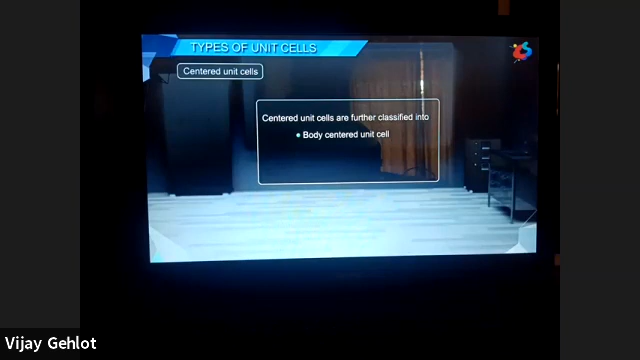 TYPES OF UNIT CELLS
Centered unit cells
Centered unit cells are further classified into
• Body centered unit cell
Vijay Gehlot